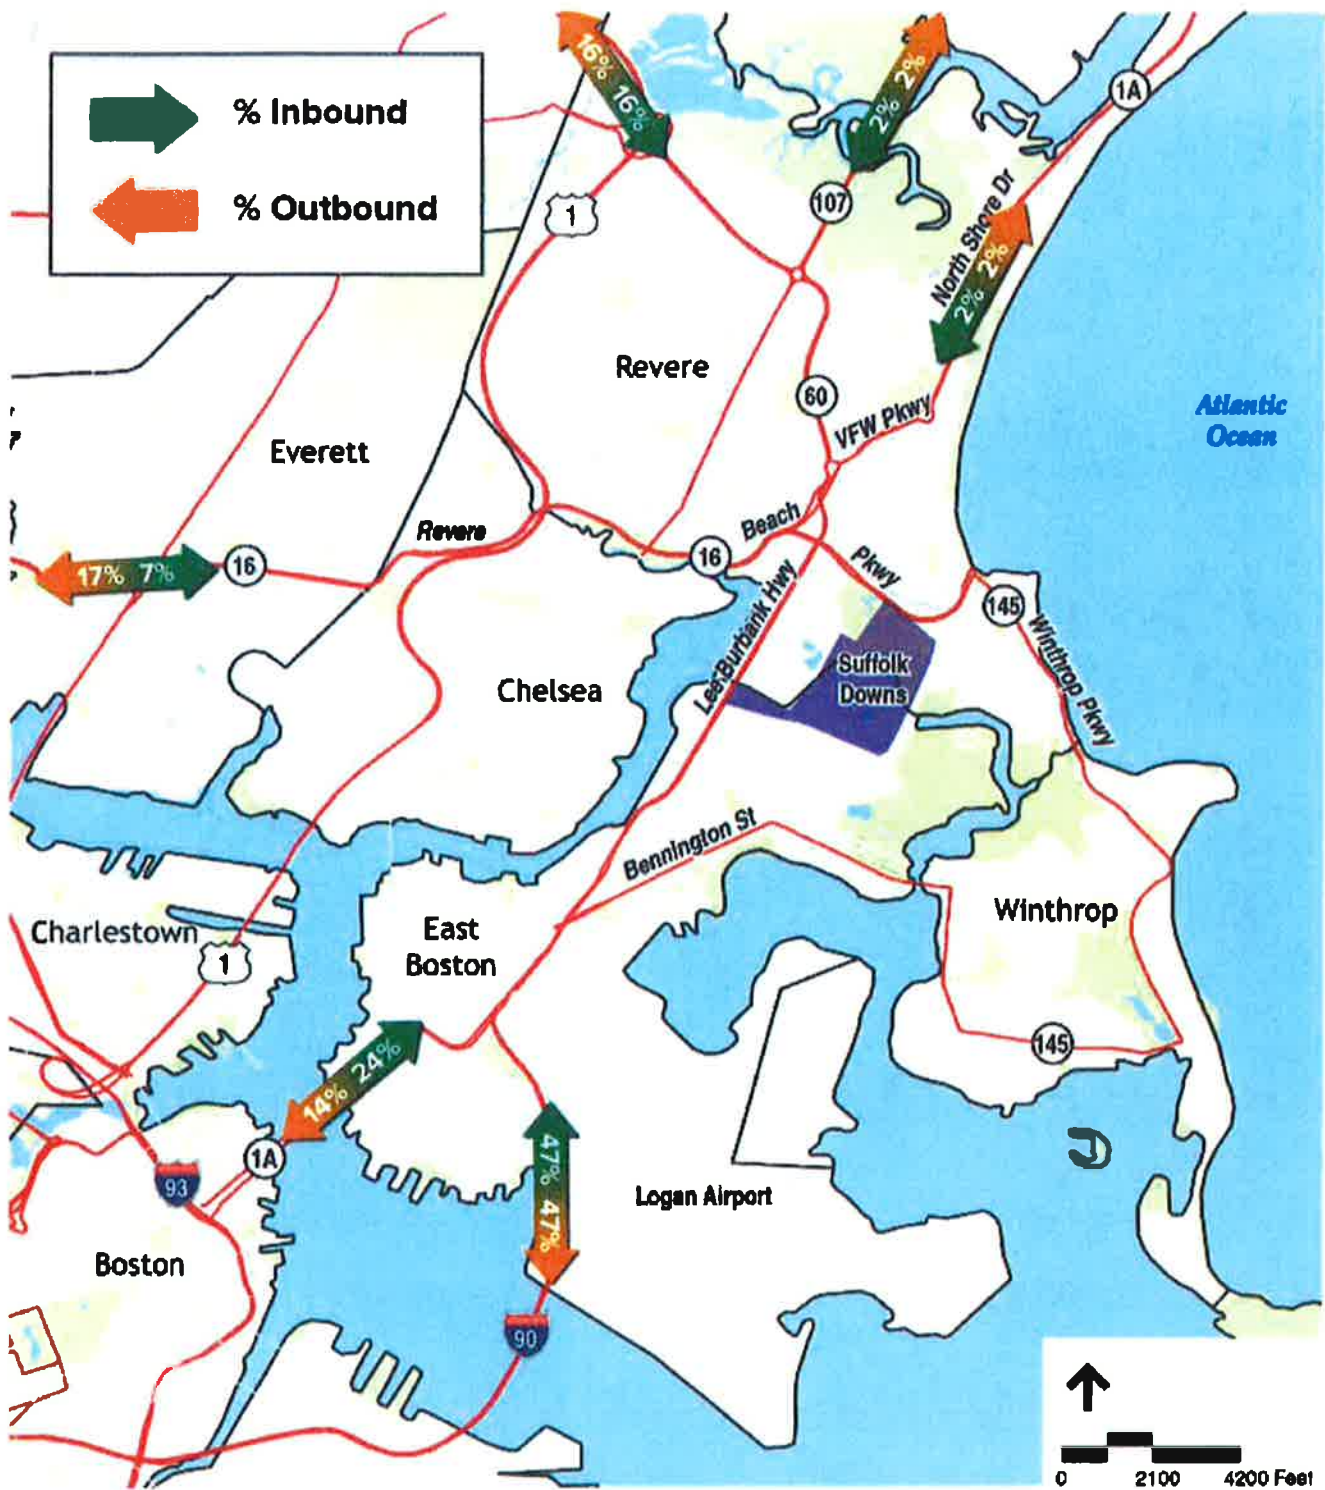 % Inbound
% Outbound
16%
16%
2%
2%
1A
1
107
North Shore Dr
2%
2%
Revere
60
VFW Pkwy
Atlantic
Ocean
Everett
Revere
Beach
Pkwy
16
16
17%
7%
Lee Burbank Hwy
145
Winthrop Pkwy
Suffolk
Downs
Chelsea
Bennington St
Winthrop
Charlestown
East
Boston
1
145
14%
24%
1A
93
47%
47%
Logan Airport
Boston
90
0
2100
4200 Feet